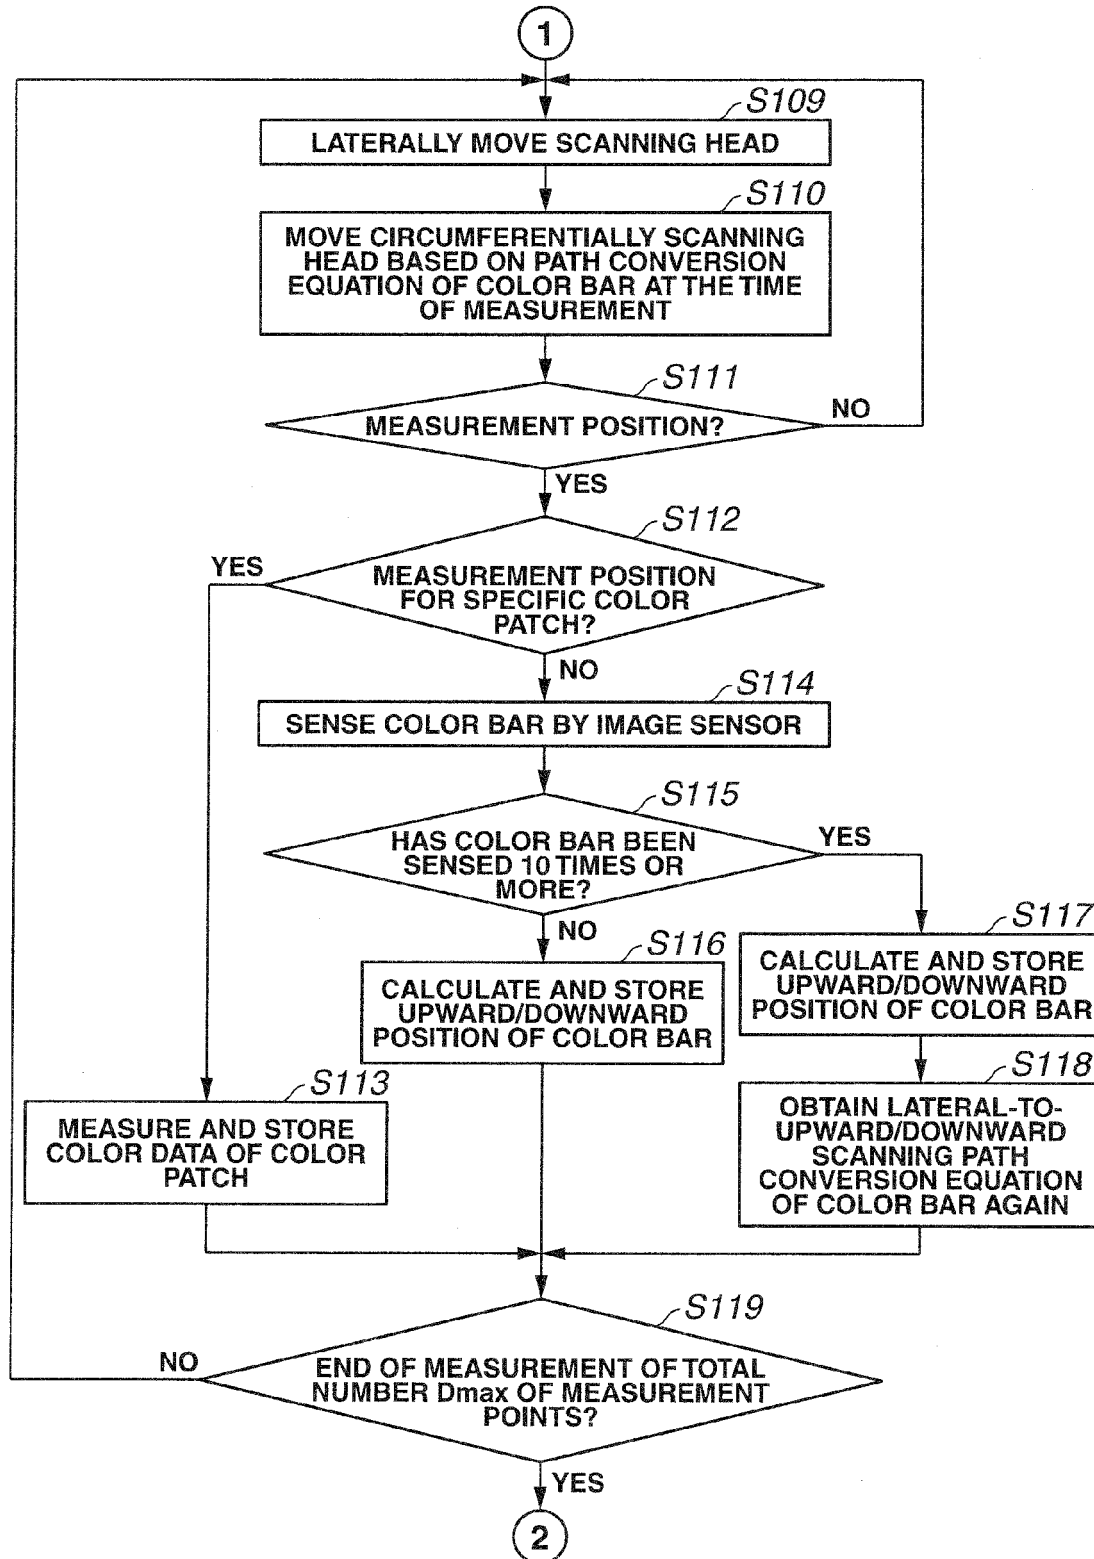 1
S109
LATERALLY MOVE SCANNING HEAD
S110
MOVE CIRCUMFERENTIALLY SCANNING
HEAD BASED ON PATH CONVERSION
EQUATION OF COLOR BAR AT THE TIME
OF MEASUREMENT
S111
MEASUREMENT POSITION?
NO
YES
S112
YES
MEASUREMENT POSITION
FOR SPECIFIC COLOR
PATCH?
NO
S114
SENSE COLOR BAR BY IMAGE SENSOR
S115
HAS COLOR BAR BEEN
SENSED 10 TIMES OR
MORE?
YES
NO
S116
CALCULATE AND STORE
UPWARD/DOWNWARD
POSITION OF COLOR BAR
S117
CALCULATE AND STORE
UPWARD/DOWNWARD
POSITION OF COLOR BAR
S118
OBTAIN LATERAL-TO-
UPWARD/DOWNWARD
SCANNING PATH
CONVERSION EQUATION
OF COLOR BAR AGAIN
S113
MEASURE AND STORE
COLOR DATA OF COLOR
PATCH
S119
NO
END OF MEASUREMENT OF TOTAL
NUMBER Dmax OF MEASUREMENT
POINTS?
YES
2